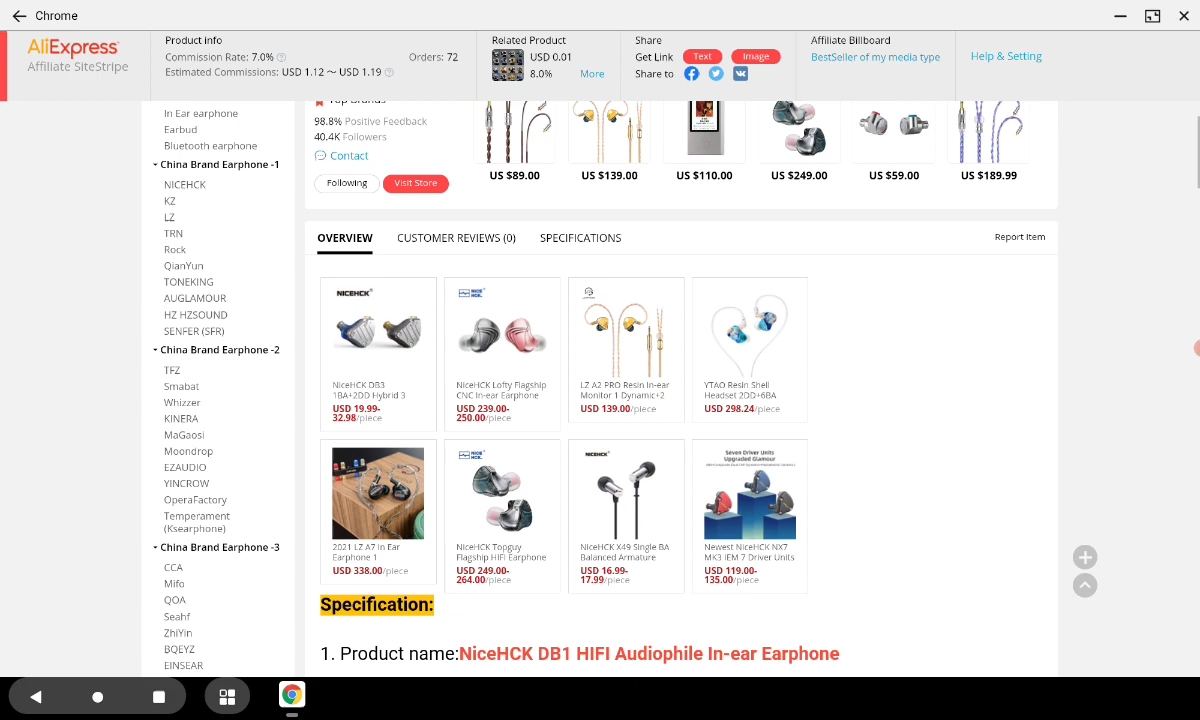 Chrome
AliExpress
Affiliate SiteStripe
Product info
Commission Rate: 7.0%
Orders: 72
Estimated Commissions: USD 1.12 ～ USD 1.19
Related Product
USD 0.01
8.0%
More
Share
Get Link Text Image
Share to
Affiliate Billboard
BestSeller of my media type
Help & Setting
In Ear earphone
Earbud
Bluetooth earphone
China Brand Earphone -1
NICEHCK
KZ
LZ
TRN
Rock
QianYun
TONEKING
AUGLAMOUR
HZ HZSOUND
SENFER (SFR)
China Brand Earphone -2
TFZ
Smabat
Whizzer
KINERA
MaGaosi
Moondrop
EZAUDIO
YINCROW
OperaFactory
Temperament
(Ksearphone)
China Brand Earphone -3
CCA
Mifo
QOA
Seahf
ZhiYin
BQEYZ
EINSEAR
Top Brands
98.8% Positive Feedback
40.4K Followers
Contact
Following
Visit Store
US $89.00
US $139.00
US $110.00
US $249.00
US $59.00
US $189.99
OVERVIEW
CUSTOMER REVIEWS (0)
SPECIFICATIONS
Report Item
NICEHCK
NiceHCK DB3
1BA+2DD Hybrid 3
USD 19.99-
32.98/piece
NICE
HCK
NiceHCK Lofty Flagship
CNC In-ear Earphone
USD 239.00-
250.00/piece
LZ A2 PRO Resin In-ear
Monitor 1 Dynamic+2
USD 139.00/piece
YTAO Resin Shell
Headset 2DD+6BA
USD 298.24/piece
2021 LZ A7 In Ear
Earphone 1
USD 338.00/piece
NICE
HCK
NiceHCK Topguy
Flagship HIFI Earphone
USD 249.00-
264.00/piece
NICEHCK
NiceHCK X49 Single BA
Balanced Armature
USD 16.99-
17.99/piece
Seven Driver Units
Upgraded Glamour
Newest NiceHCK NX7
MK3 IEM 7 Driver Units
USD 119.00-
135.00/piece
Specification:
1. Product name:NiceHCK DB1 HIFI Audiophile In-ear Earphone